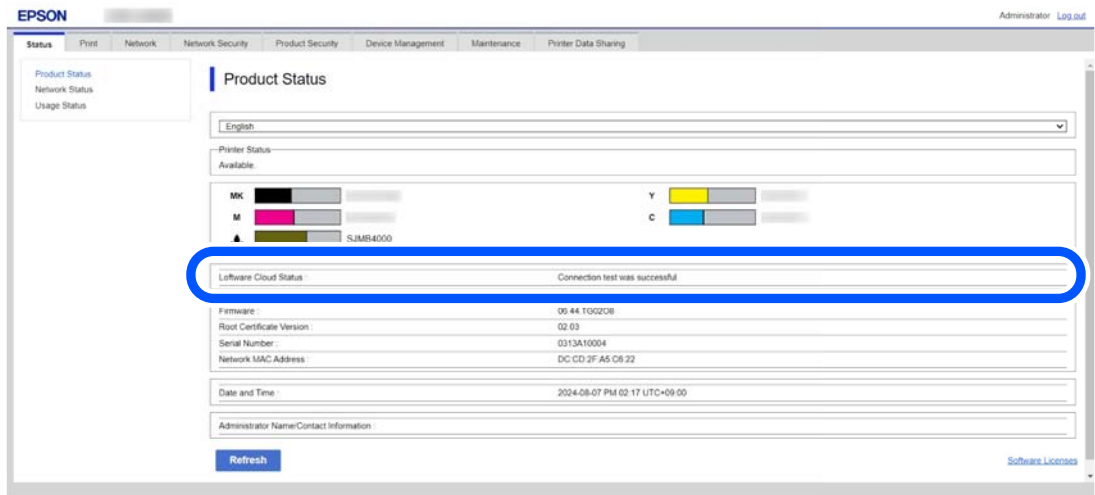 EPSON
Administrator Log out
Status Print Network Network Security Product Security Device Management Maintenance Printer Data Sharing
Product Status
Network Status
Usage Status
Product Status
English
Printer Status
Available.
MK Y
M C
SJMB4000
Loftware Cloud Status : Connection test was successful.
Firmware : 06.44.TG02O8
Root Certificate Version : 02.03
Serial Number : 0313A10004
Network MAC Address : DC:CD:2F:A5:C6:22
Date and Time : 2024-08-07 PM 02:17 UTC+09:00
Administrator Name/Contact Information :
Refresh
Software Licenses